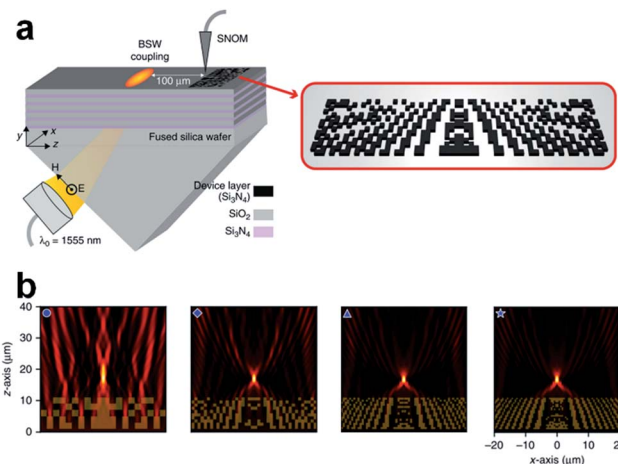 a
SNOM
BSW
coupling
100 μm
y
x
z
Fused silica wafer
H
E
Device layer
(Si₃N₄)
SiO₂
Si₃N₄
λ₀ = 1555 nm
b
40
30
20
10
0
z-axis (μm)
−20 −10 0 10
x-axis (μm)